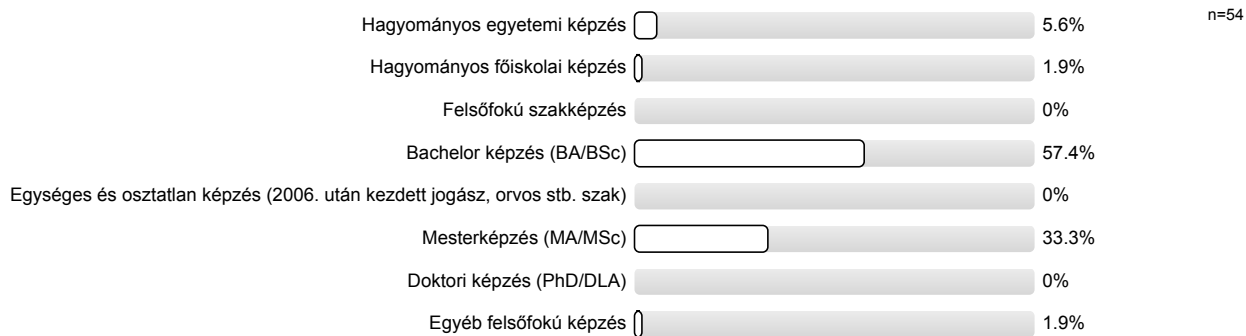 Hagyományos egyetemi képzés 5.6% n=54
Hagyományos főiskolai képzés 1.9%
Felsőfokú szakképzés 0%
Bachelor képzés (BA/BSc) 57.4%
Egységes és osztatlan képzés (2006. után kezdett jogász, orvos stb. szak) 0%
Mesterképzés (MA/MSc) 33.3%
Doktori képzés (PhD/DLA) 0%
Egyéb felsőfokú képzés 1.9%